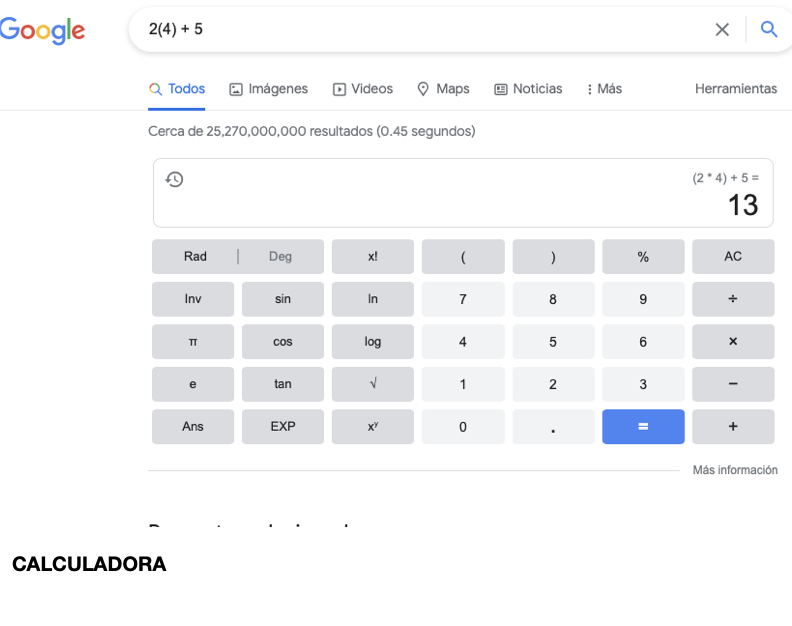 Google
2(4) + 5
Todos Imágenes Videos Maps Noticias Más Herramientas
Cerca de 25,270,000,000 resultados (0.45 segundos)
(2 * 4) + 5 =
13
Rad | Deg x! ( ) % AC
Inv sin ln 7 8 9 ÷
π cos log 4 5 6 ×
e tan √ 1 2 3 −
Ans EXP xʸ 0 . = +
Más información
CALCULADORA